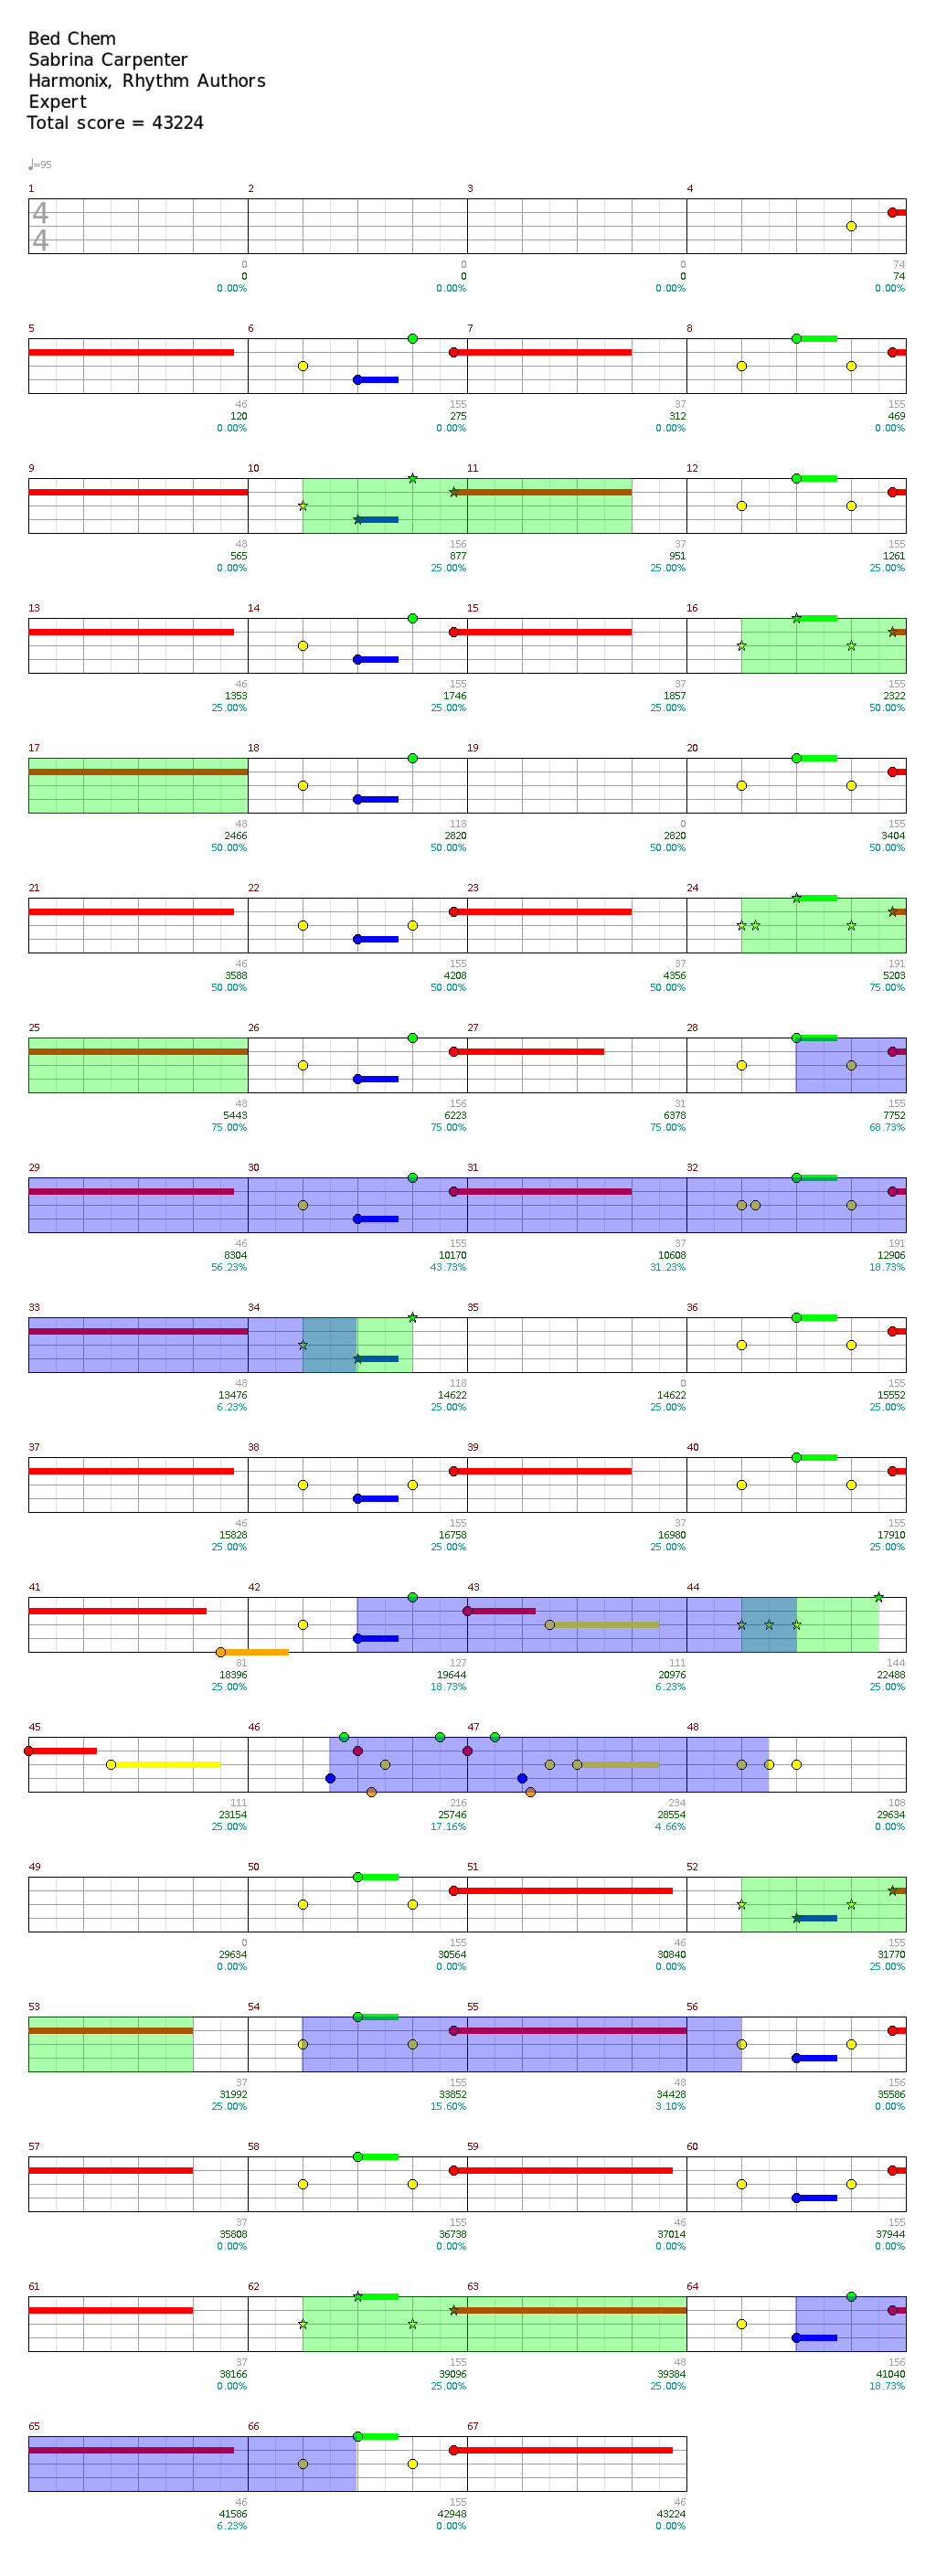 Bed Chem
Sabrina Carpenter
Harmonix, Rhythm Authors
Expert
Total score = 43224
♩=95
1 2 3 4
4
4
0 0 0 74
0 0 0 74
0.00% 0.00% 0.00% 0.00%
5 6 7 8
46 155 37 155
120 275 312 469
0.00% 0.00% 0.00% 0.00%
9 10 11 12
48 156 37 155
565 877 951 1261
0.00% 25.00% 25.00% 25.00%
13 14 15 16
46 155 37 155
1353 1746 1857 2322
25.00% 25.00% 25.00% 50.00%
17 18 19 20
48 118 0 155
2466 2820 2820 3404
50.00% 50.00% 50.00% 50.00%
21 22 23 24
46 155 37 191
3588 4208 4356 5203
50.00% 50.00% 50.00% 75.00%
25 26 27 28
48 156 31 155
5443 6223 6378 7752
75.00% 75.00% 75.00% 68.73%
29 30 31 32
46 155 37 191
8304 10170 10608 12906
56.23% 43.73% 31.23% 18.73%
33 34 35 36
48 118 0 155
13476 14622 14622 15552
6.23% 25.00% 25.00% 25.00%
37 38 39 40
46 155 37 155
15828 16758 16980 17910
25.00% 25.00% 25.00% 25.00%
41 42 43 44
81 127 111 144
18396 19644 20976 22488
25.00% 18.73% 6.23% 25.00%
45 46 47 48
111 216 234 108
23154 25746 28554 29634
25.00% 17.16% 4.66% 0.00%
49 50 51 52
0 155 46 155
29634 30564 30840 31770
0.00% 0.00% 0.00% 25.00%
53 54 55 56
37 155 48 156
31992 33852 34428 35586
25.00% 15.60% 3.10% 0.00%
57 58 59 60
37 155 46 155
35808 36738 37014 37944
0.00% 0.00% 0.00% 0.00%
61 62 63 64
37 155 48 156
38166 39096 39384 41040
0.00% 25.00% 25.00% 18.73%
65 66 67
46 155 46
41586 42948 43224
6.23% 0.00% 0.00%